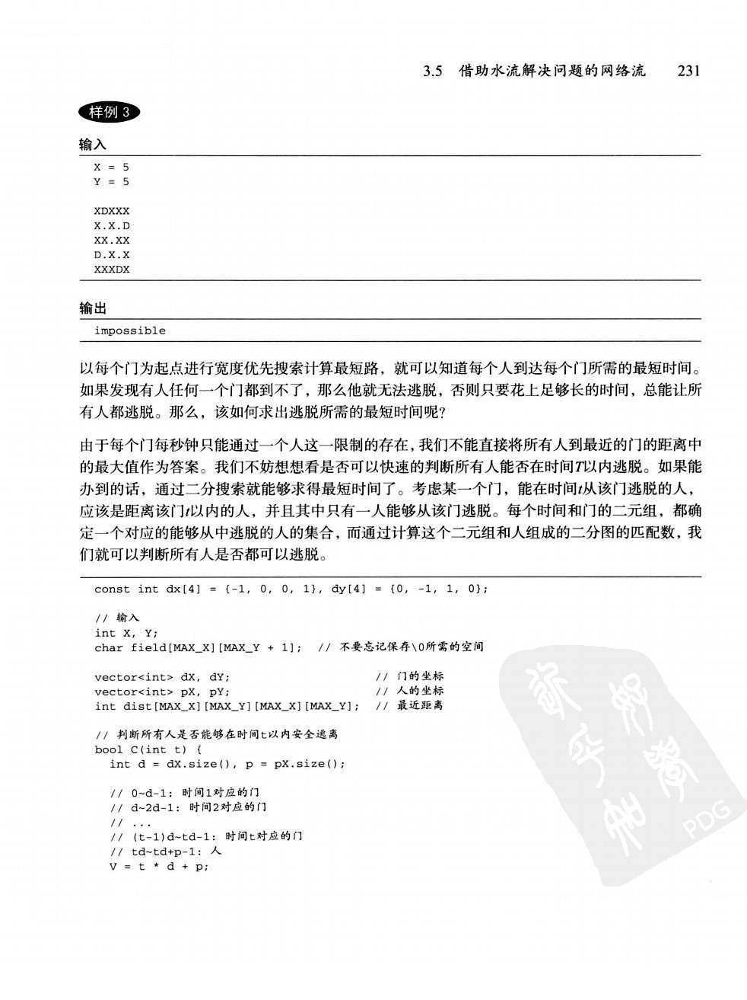 3.5 借助水流解决问题的网络流 231
样例 3
输入
X = 5
Y = 5
XDXXX
X.X.D
XX.XX
D.X.X
XXXDX
输出
impossible
以每个门为起点进行宽度优先搜索计算最短路，就可以知道每个人到达每个门所需的最短时间。
如果发现有人任何一个门都到不了，那么他就无法逃脱，否则只要花上足够长的时间，总能让所
有人都逃脱。那么，该如何求出逃脱所需的最短时间呢？
由于每个门每秒钟只能通过一个人这一限制的存在，我们不能直接将所有人到最近的门的距离中
的最大值作为答案。我们不妨想想看是否可以快速的判断所有人能否在时间T以内逃脱。如果能
办到的话，通过二分搜索就能够求得最短时间了。考虑某一个门，能在时间t从该门逃脱的人，
应该是距离该门t以内的人，并且其中只有一人能够从该门逃脱。每个时间和门的二元组，都确
定一个对应的能够从中逃脱的人的集合，而通过计算这个二元组和人组成的二分图的匹配数，我
们就可以判断所有人是否都可以逃脱。
const int dx[4] = {-1, 0, 0, 1}, dy[4] = {0, -1, 1, 0};
// 输入
int X, Y;
char field[MAX_X][MAX_Y + 1]; // 不要忘记保存\0所需的空间
vector<int> dX, dY; // 门的坐标
vector<int> pX, pY; // 人的坐标
int dist[MAX_X][MAX_Y][MAX_X][MAX_Y]; // 最近距离
// 判断所有人是否能够在时间t以内安全逃离
bool C(int t) {
int d = dX.size(), p = pX.size();
// 0~d-1: 时间1对应的门
// d~2d-1: 时间2对应的门
// ...
// (t-1)d~td-1: 时间t对应的门
// td~td+p-1: 人
V = t * d + p;
PDG